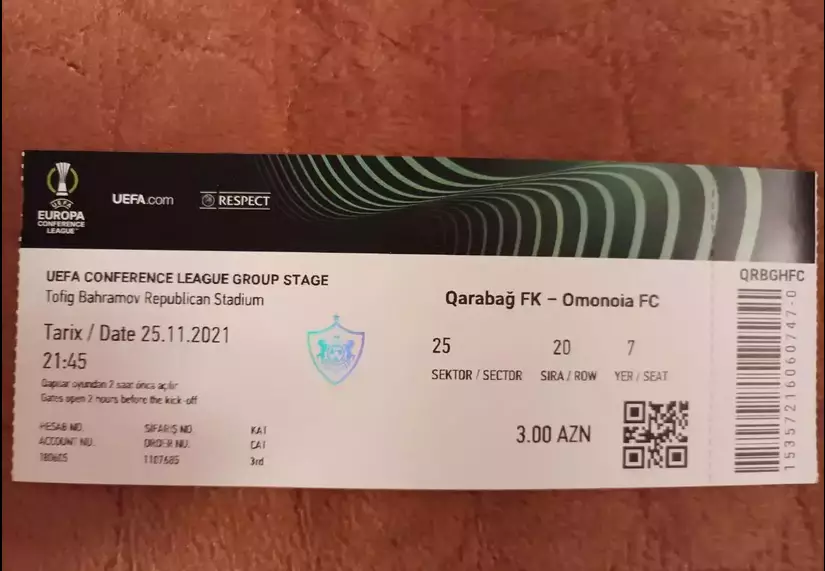 UEFA
EUROPA
CONFERENCE
LEAGUE™
UEFA.com
RESPECT
UEFA CONFERENCE LEAGUE GROUP STAGE
Tofig Bahramov Republican Stadium
Tarix / Date 25.11.2021
21:45
Qapılar oyundan 2 saat öncə açılır
Gates open 2 hours before the kick-off
HESAB NO. SİFARİŞ NO KAT
ACCOUNT NU. ORDER NU. CAT
180605 1107685 3rd
Qarabağ FK – Omonoia FC
25 20 7
SEKTOR / SECTOR SIRA / ROW YER / SEAT
3.00 AZN
QRBGHFC
15357216060747-0